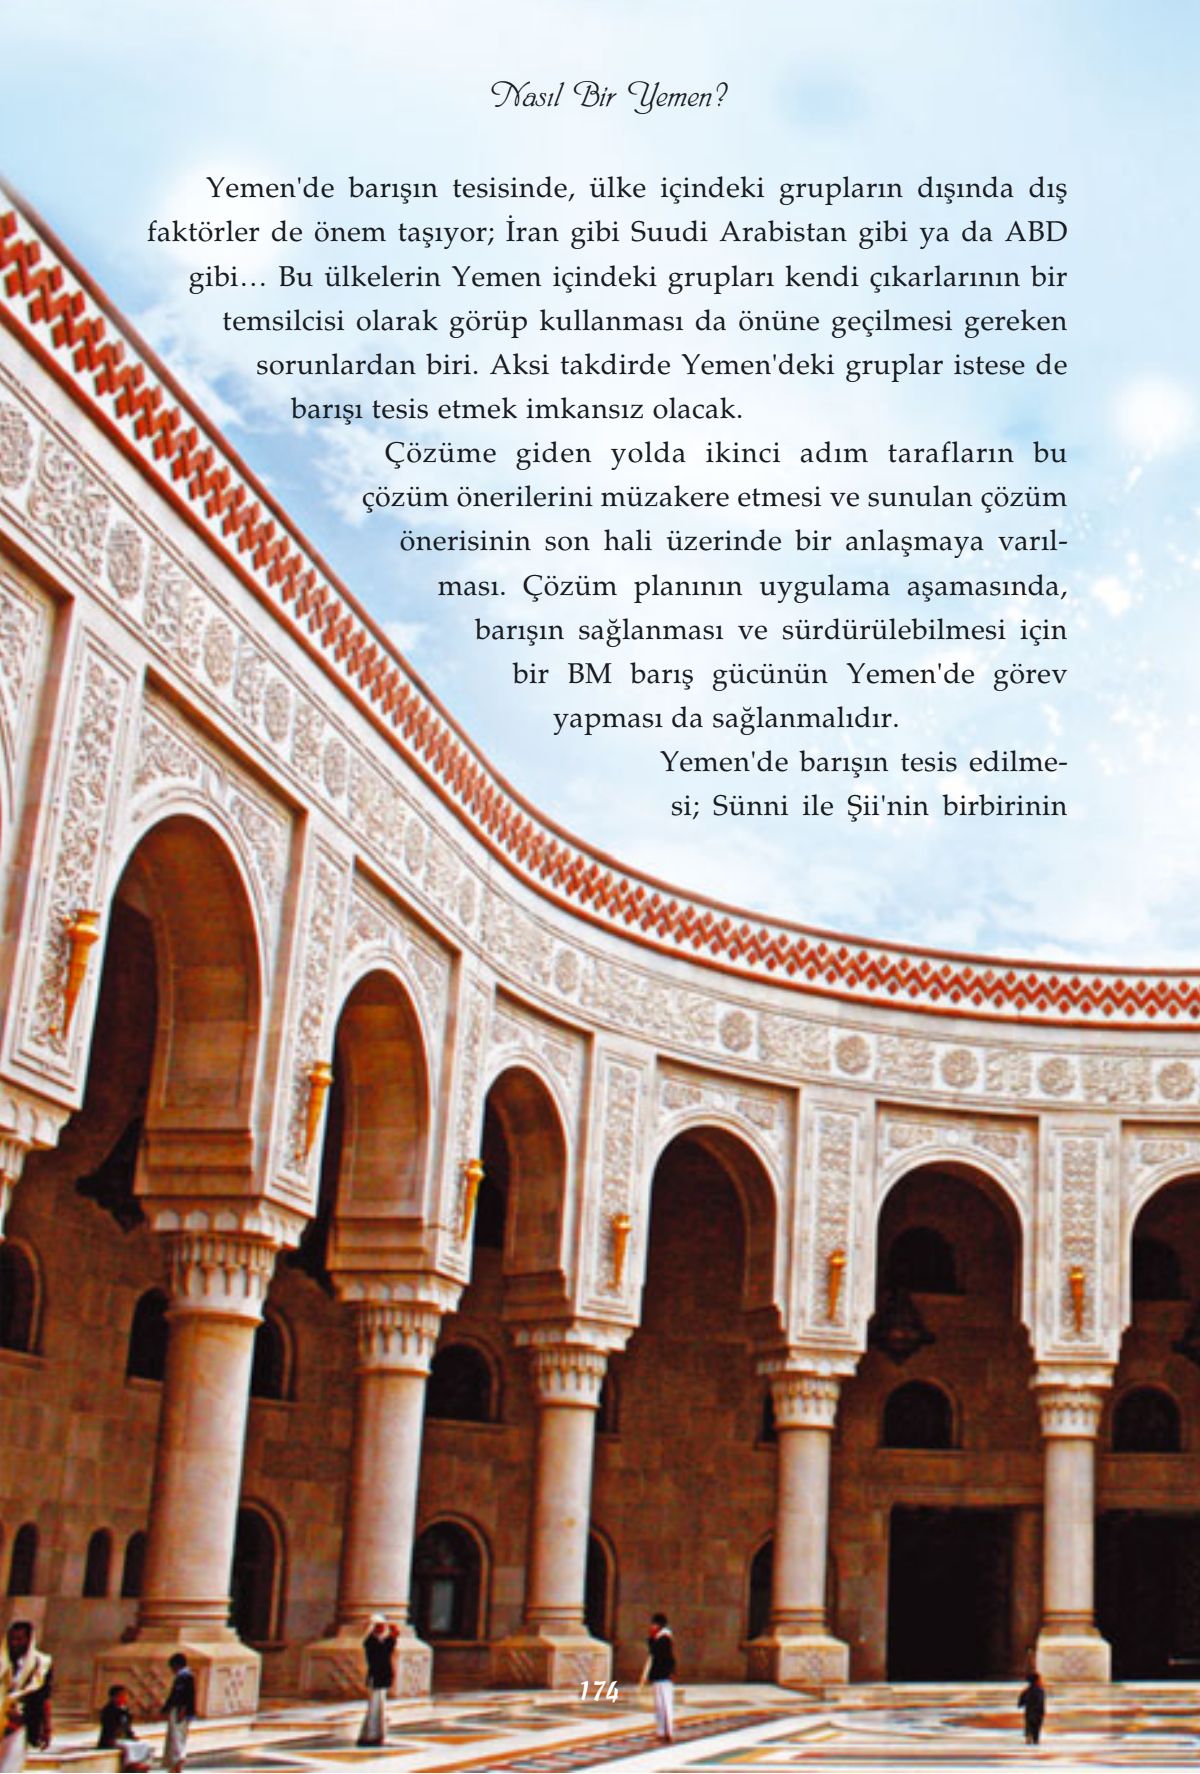 Nasıl Bir Yemen?
Yemen'de barışın tesisinde, ülke içindeki grupların dışında dış
faktörler de önem taşıyor; İran gibi Suudi Arabistan gibi ya da ABD
gibi… Bu ülkelerin Yemen içindeki grupları kendi çıkarlarının bir
temsilcisi olarak görüp kullanması da önüne geçilmesi gereken
sorunlardan biri. Aksi takdirde Yemen'deki gruplar istese de
barışı tesis etmek imkansız olacak.
Çözüme giden yolda ikinci adım tarafların bu
çözüm önerilerini müzakere etmesi ve sunulan çözüm
önerisinin son hali üzerinde bir anlaşmaya varıl-
ması. Çözüm planının uygulama aşamasında,
barışın sağlanması ve sürdürülebilmesi için
bir BM barış gücünün Yemen'de görev
yapması da sağlanmalıdır.
Yemen'de barışın tesis edilme-
si; Sünni ile Şii'nin birbirinin
174